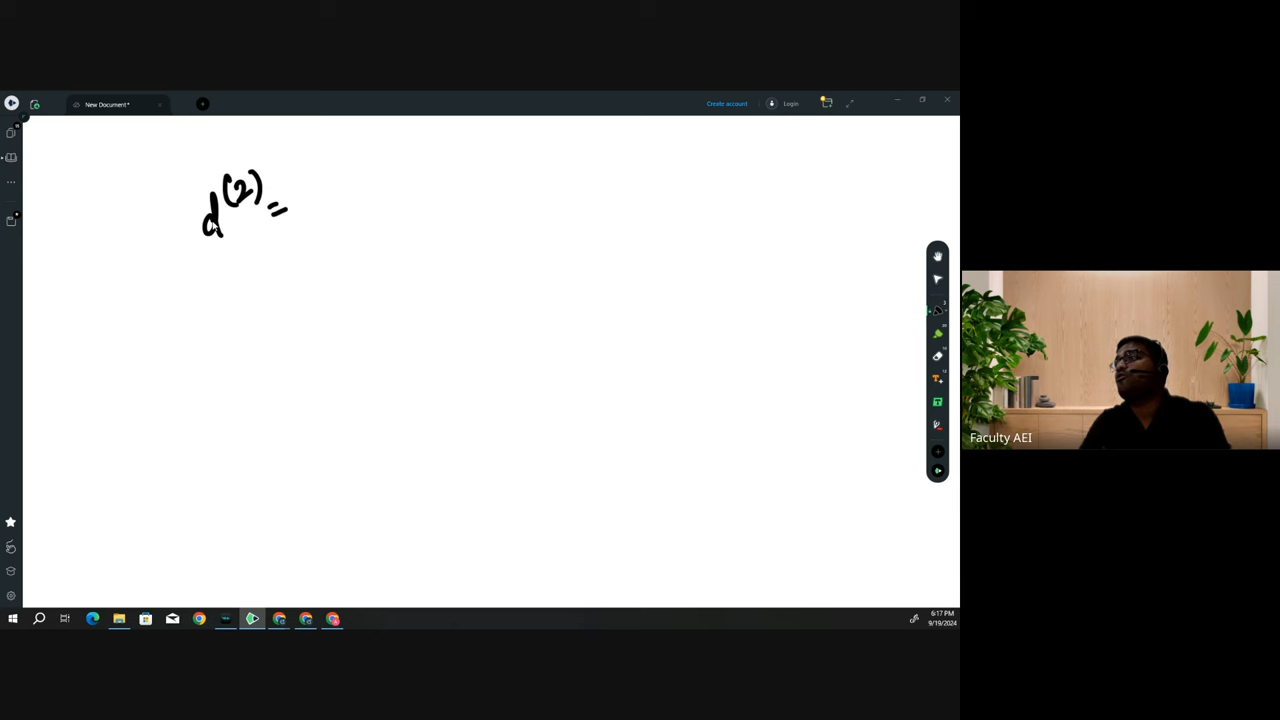 New Document*
Create account
Login
d^(2) =
Faculty AEI
6:17 PM
9/19/2024